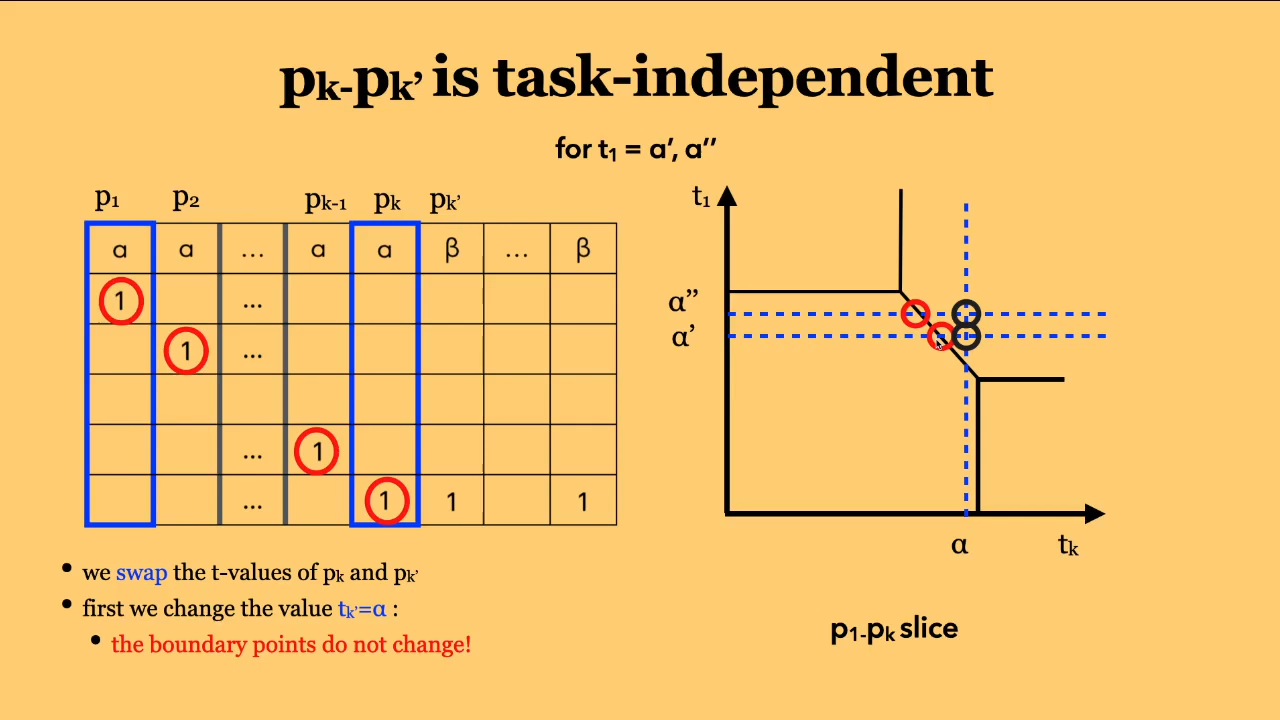 pk-pk’ is task-independent
for t1 = a’, a’’
p1 p2 pk-1 pk pk’
α α ... α α β ... β
1 ...
1 ...
... 1
... 1 1 1
t1
α’’
α’
α tk
p1-pk slice
• we swap the t-values of pk and pk’
• first we change the value tk’=α :
• the boundary points do not change!